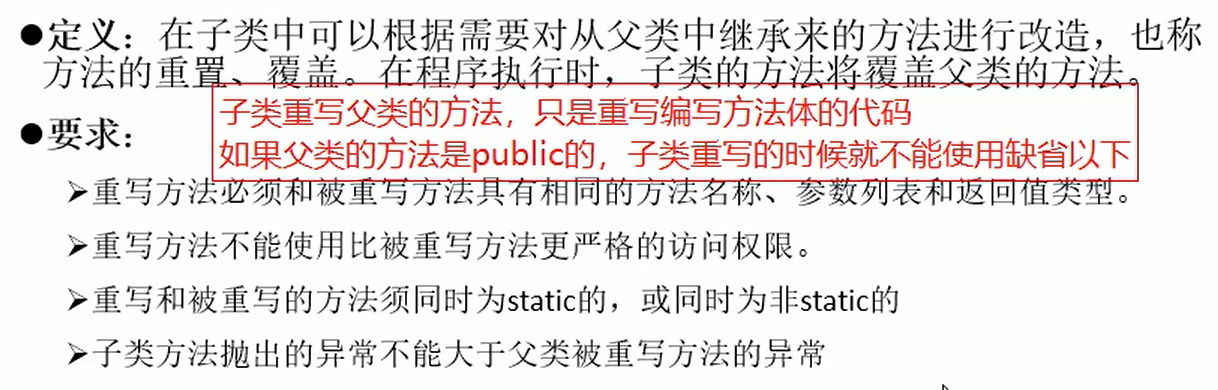 ●定义：在子类中可以根据需要对从父类中继承来的方法进行改造，也称
方法的重置、覆盖。在程序执行时，子类的方法将覆盖父类的方法。
子类重写父类的方法，只是重写编写方法体的代码
如果父类的方法是public的，子类重写的时候就不能使用缺省以下
●要求：
➢重写方法必须和被重写方法具有相同的方法名称、参数列表和返回值类型。
➢重写方法不能使用比被重写方法更严格的访问权限。
➢重写和被重写的方法须同时为static的，或同时为非static的
➢子类方法抛出的异常不能大于父类被重写方法的异常